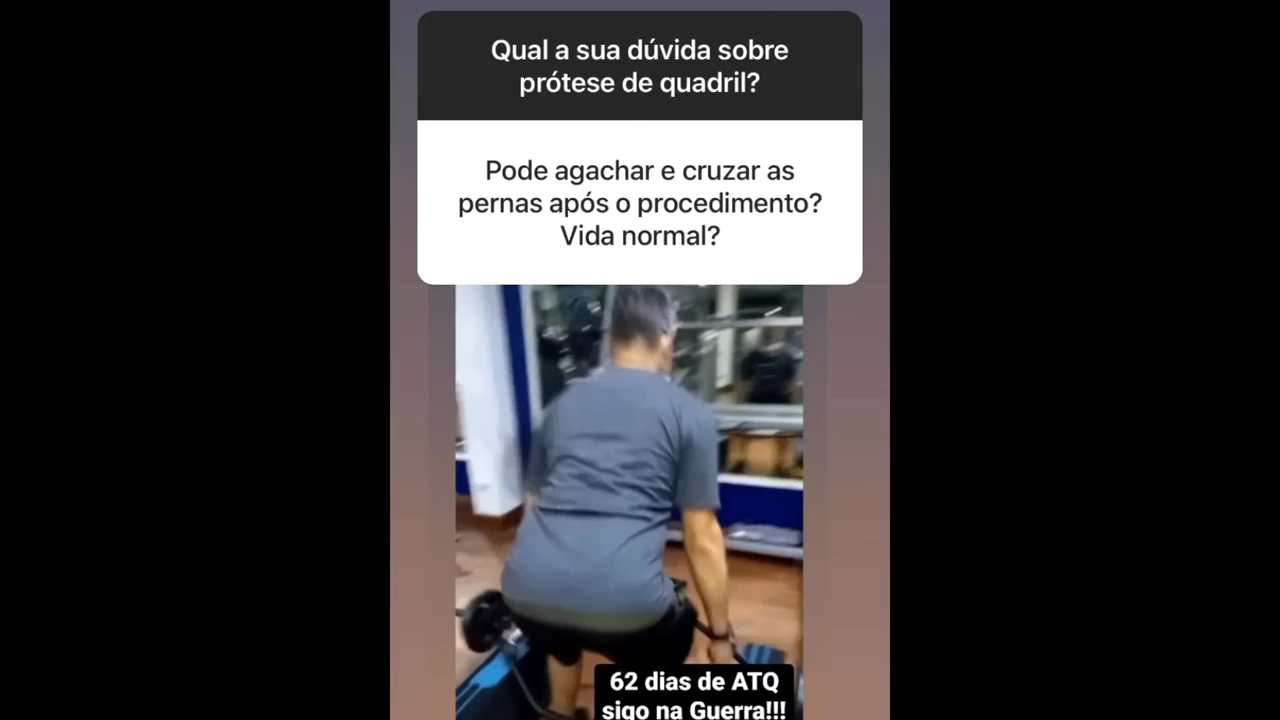 Qual a sua dúvida sobre
prótese de quadril?
Pode agachar e cruzar as
pernas após o procedimento?
Vida normal?
62 dias de ATQ
sigo na Guerra!!!